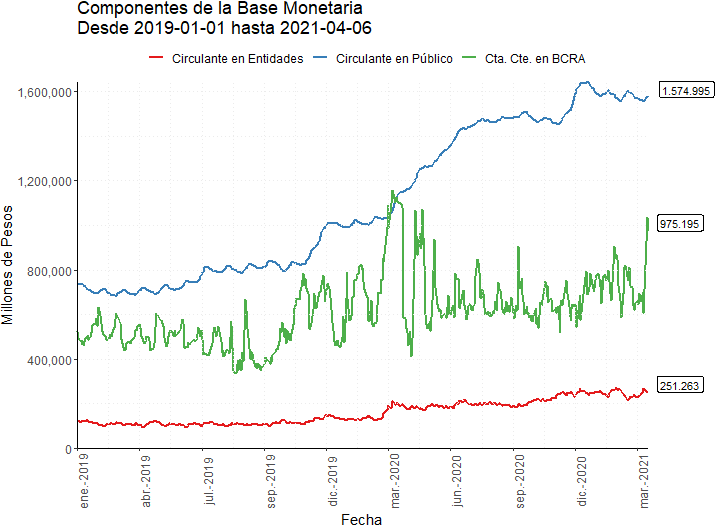 Componentes de la Base Monetaria
Desde 2019-01-01 hasta 2021-04-06
Circulante en Entidades Circulante en Público Cta. Cte. en BCRA
Millones de Pesos
1,600,000
1,200,000
800,000
400,000
0
1.574.995
975.195
251.263
ene.-2019
abr.-2019
jul.-2019
sep.-2019
dic.-2019
mar.-2020
jun.-2020
sep.-2020
dic.-2020
mar.-2021
Fecha